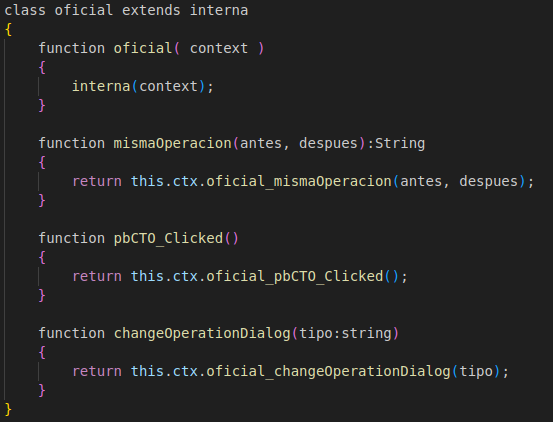 class oficial extends interna
{
    function oficial( context )
    {
        interna(context);
    }

    function mismaOperacion(antes, despues):String
    {
        return this.ctx.oficial_mismaOperacion(antes, despues);
    }

    function pbCTO_Clicked()
    {
        return this.ctx.oficial_pbCTO_Clicked();
    }

    function changeOperationDialog(tipo:string)
    {
        return this.ctx.oficial_changeOperationDialog(tipo);
    }
}